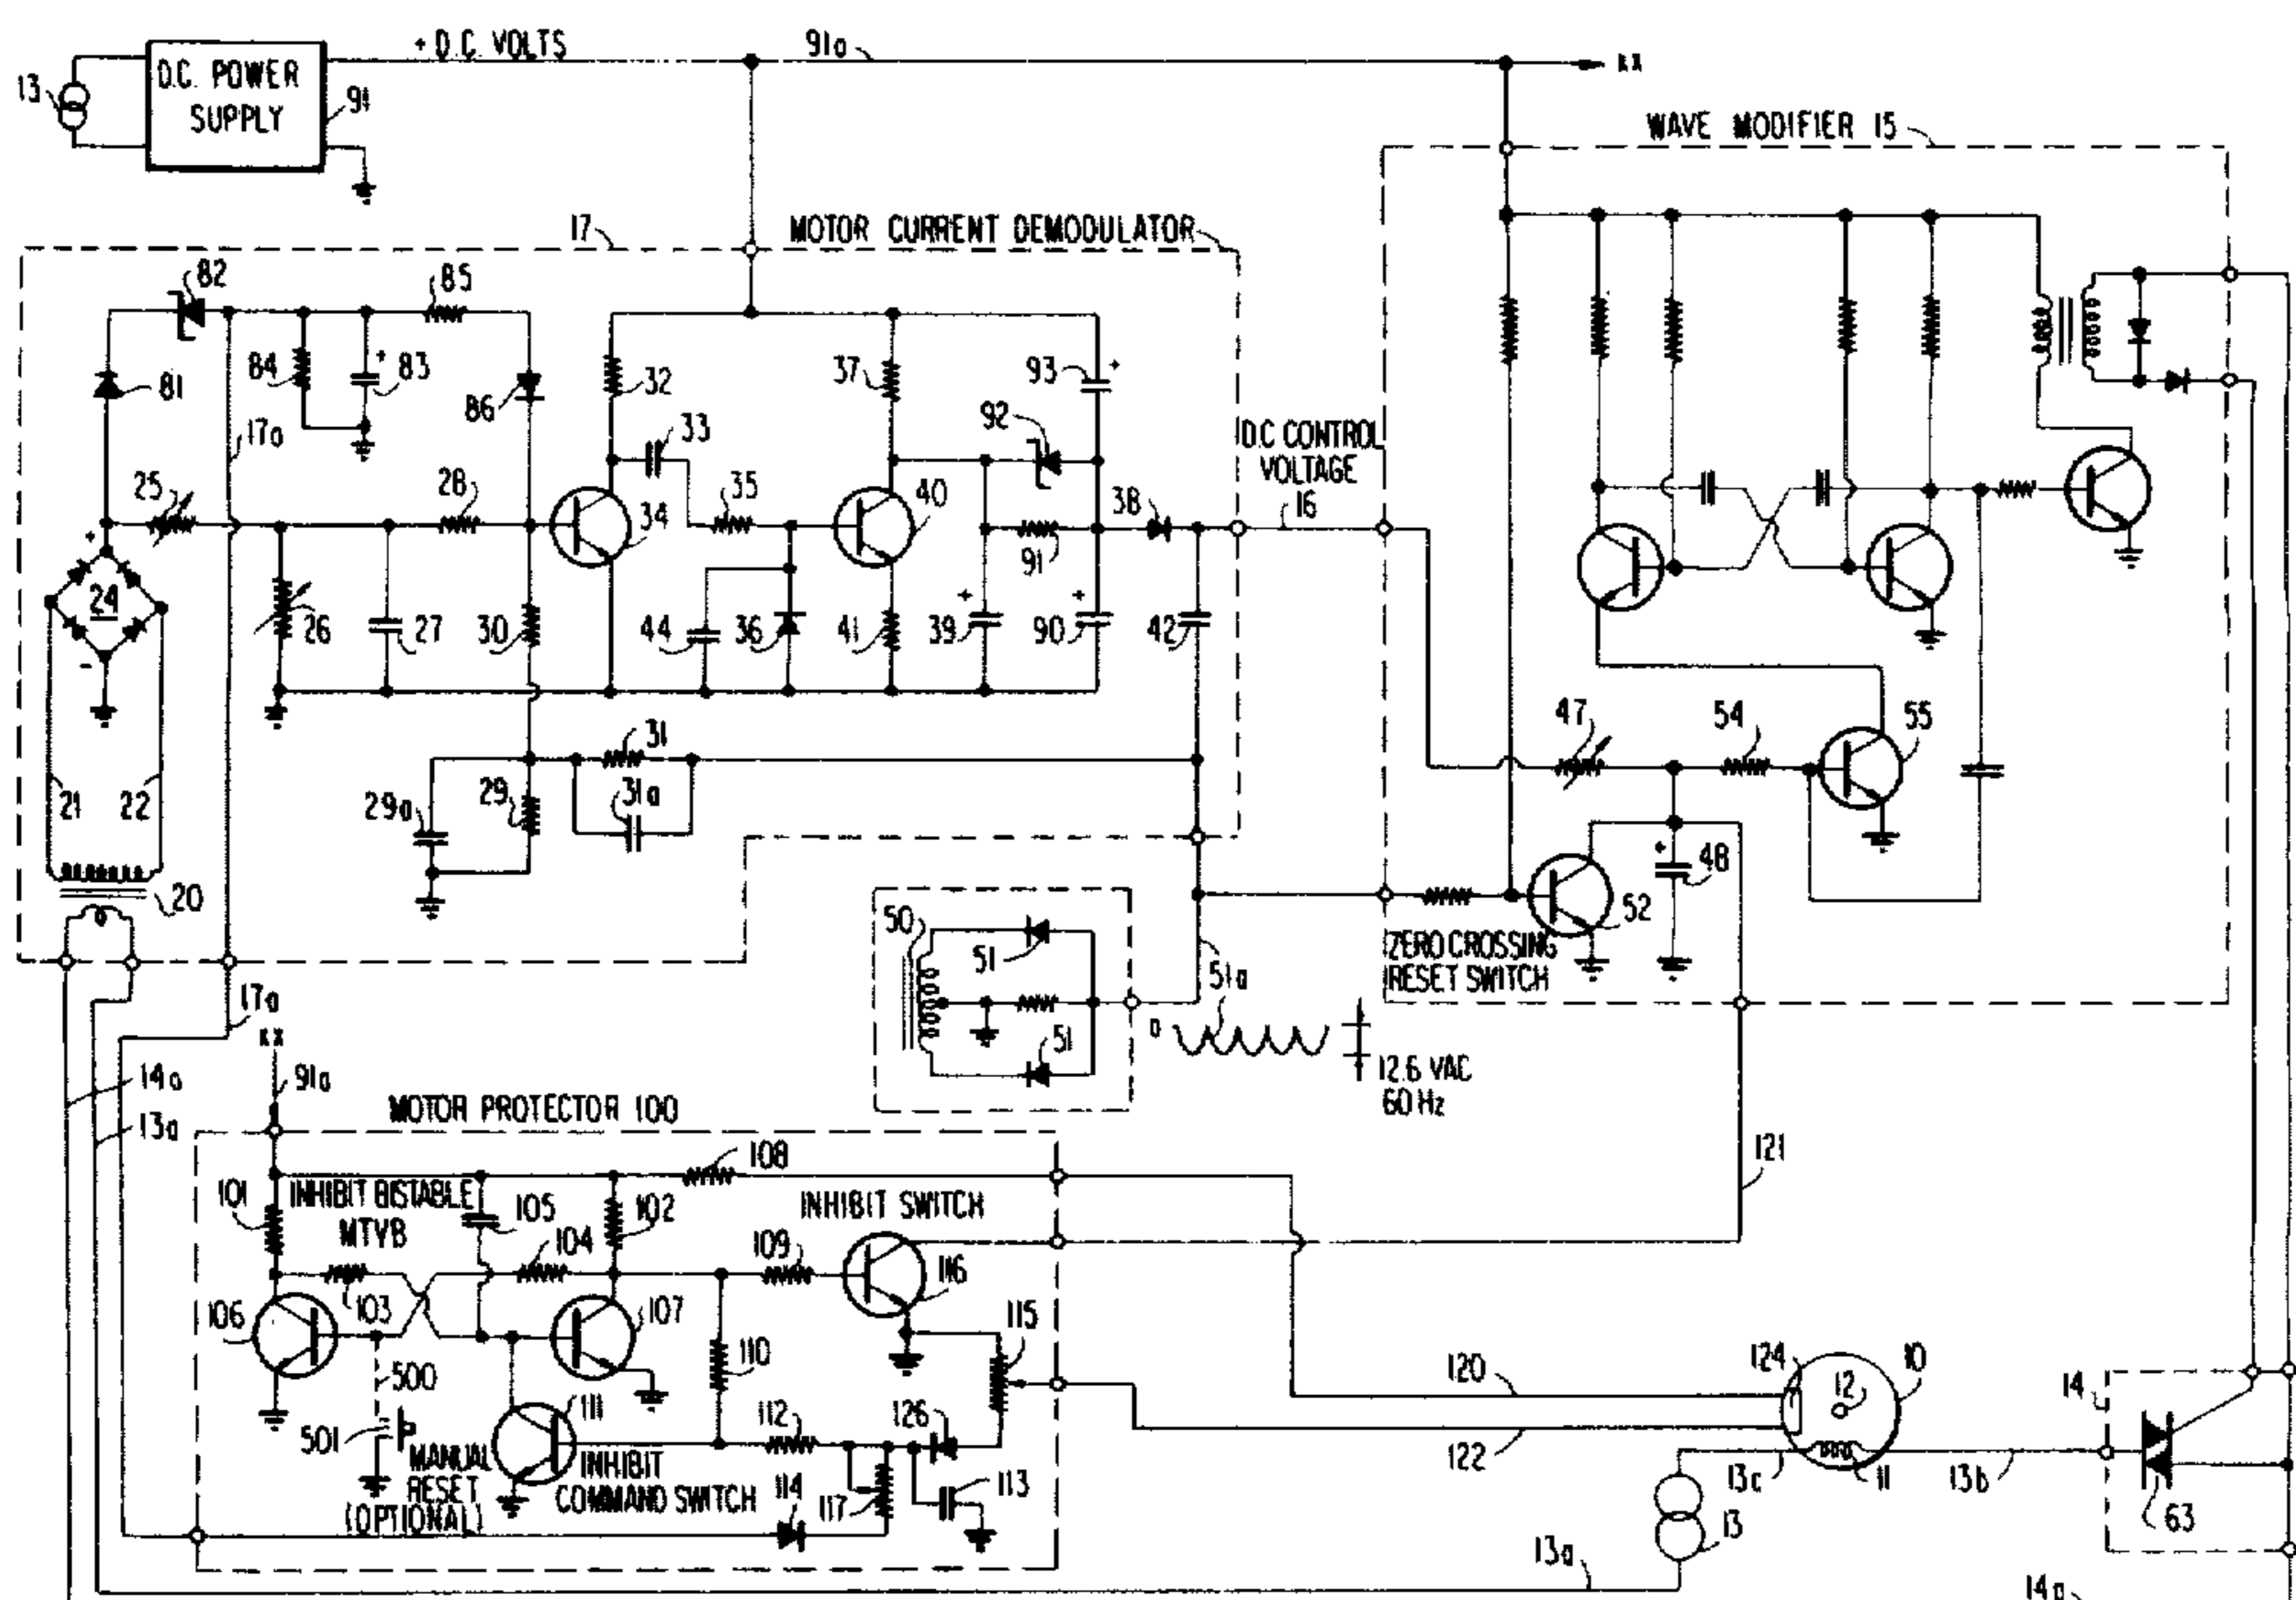 + D.C. VOLTS
91a
xx
13
D.C. POWER
SUPPLY
91
WAVE MODIFIER 15
17
MOTOR CURRENT DEMODULATOR
82
85
+
84
83
81
86
32
37
93
+
92
17a
33
D.C CONTROL
VOLTAGE
16
25
28
34
35
40
38
91
+
24
-
26
27
30
44
36
41
+
39
+
90
42
31
47
54
55
21
22
29a
29
31a
+
48
20
50
51
52
ZERO CROSSING
RESET SWITCH
51a
51
0
12.6 VAC
60 Hz
17a
xx
91a
14a
13a
MOTOR PROTECTOR 100
108
121
101
INHIBIT BISTABLE
MTVB
105
102
INHIBIT SWITCH
104
109
116
106
103
107
115
110
500
111
126
112
501
MANUAL
RESET
(OPTIONAL)
INHIBIT
COMMAND SWITCH
114
117
113
120
122
124
12
10
14
13c
11
13b
13
63
13a
14a